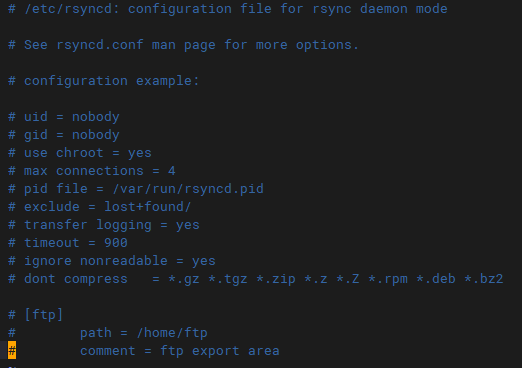 # /etc/rsyncd: configuration file for rsync daemon mode
# See rsyncd.conf man page for more options.
# configuration example:
# uid = nobody
# gid = nobody
# use chroot = yes
# max connections = 4
# pid file = /var/run/rsyncd.pid
# exclude = lost+found/
# transfer logging = yes
# timeout = 900
# ignore nonreadable = yes
# dont compress   = *.gz *.tgz *.zip *.z *.Z *.rpm *.deb *.bz2
# [ftp]
#        path = /home/ftp
#        comment = ftp export area